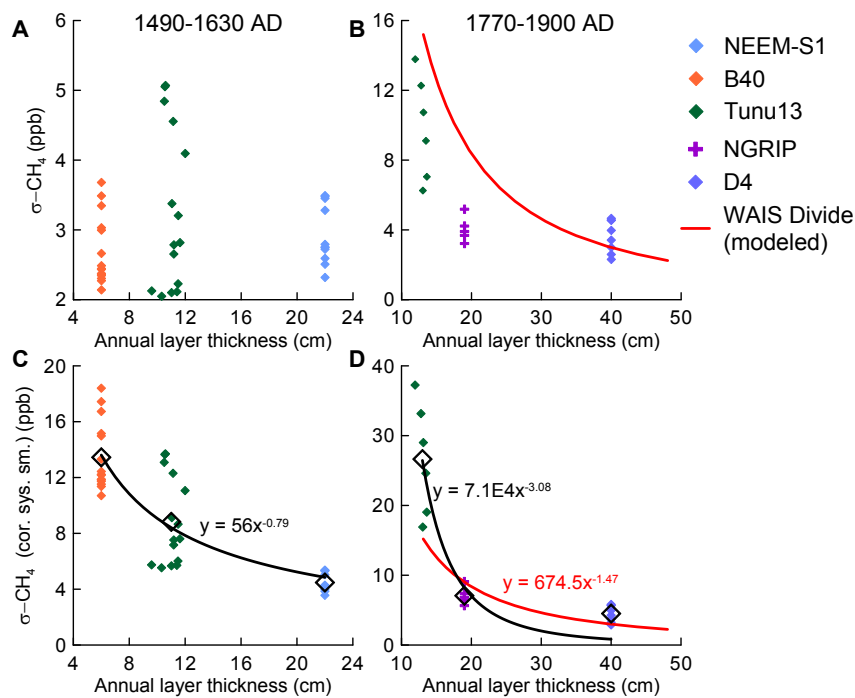 A
1490-1630 AD
6
5
4
3
2
σ−CH4 (ppb)
4 8 12 16 20 24
Annual layer thickness (cm)
B
1770-1900 AD
16
12
8
4
0
10 20 30 40 50
Annual layer thickness (cm)
NEEM-S1
B40
Tunu13
NGRIP
D4
WAIS Divide
(modeled)
C
20
18
16
12
8
4
0
σ−CH4 (cor. sys. sm.) (ppb)
y = 56x-0.79
4 8 12 16 20 24
Annual layer thickness (cm)
D
40
30
20
10
0
y = 7.1E4x-3.08
y = 674.5x-1.47
10 20 30 40 50
Annual layer thickness (cm)